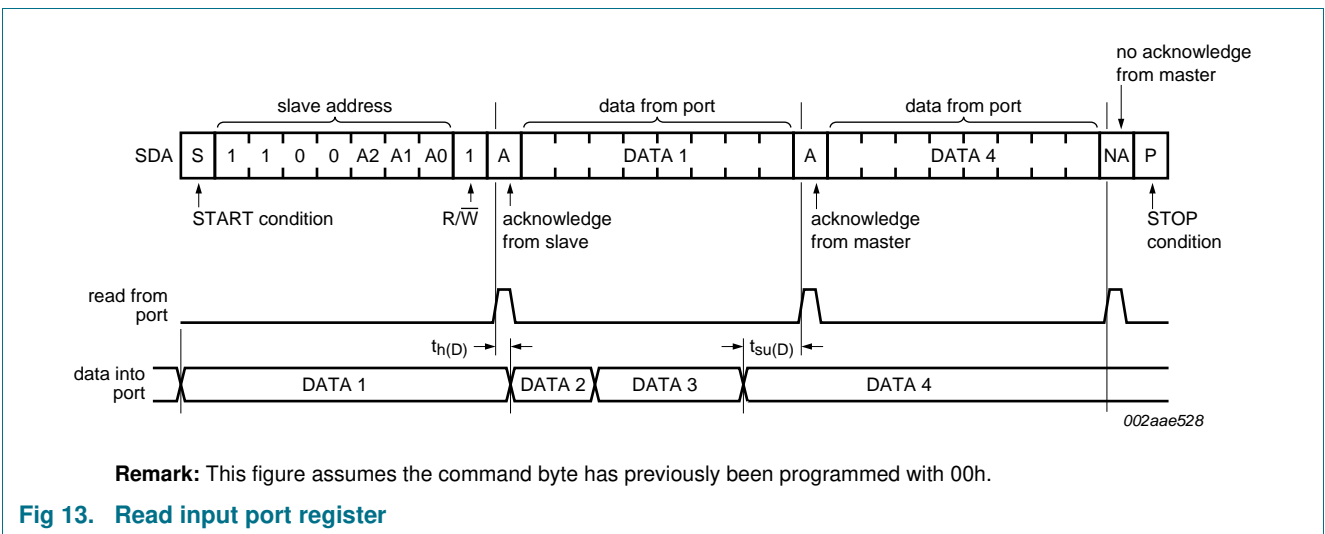 no acknowledge
from master
slave address
data from port
data from port
SDA S 1 1 0 0 A2 A1 A0 1 A DATA 1 A DATA 4 NA P
START condition
R/W̅
acknowledge
from slave
acknowledge
from master
STOP
condition
read from
port
th(D)
tsu(D)
data into
port
DATA 1 DATA 2 DATA 3 DATA 4
002aae528
Remark: This figure assumes the command byte has previously been programmed with 00h.
Fig 13. Read input port register